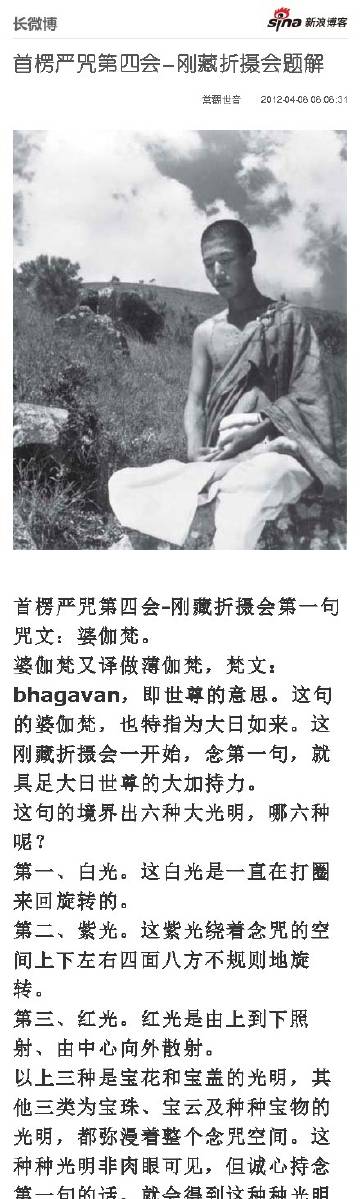 长微博
sina 新浪博客
首楞严咒第四会-刚藏折摄会题解
2012-04-06 06:06:31
首楞严咒第四会-刚藏折摄会第一句
咒文：婆伽梵。
婆伽梵又译做薄伽梵，梵文：
bhagavan，即世尊的意思。这句
的婆伽梵，也特指为大日如来。这
刚藏折摄会一开始，念第一句，就
具足大日世尊的大加持力。
这句的境界出六种大光明，哪六种
呢？
第一、白光。这白光是一直在打圈
来回旋转的。
第二、紫光。这紫光绕着念咒的空
间上下左右四面八方不规则地旋
转。
第三、红光。红光是由上到下照
射、由中心向外散射。
以上三种是宝花和宝盖的光明，其
他三类为宝珠、宝云及种种宝物的
光明，都弥漫着整个念咒空间。这
种种光明非肉眼可见，但诚心持念
第一句的话，就会得到这种种光明